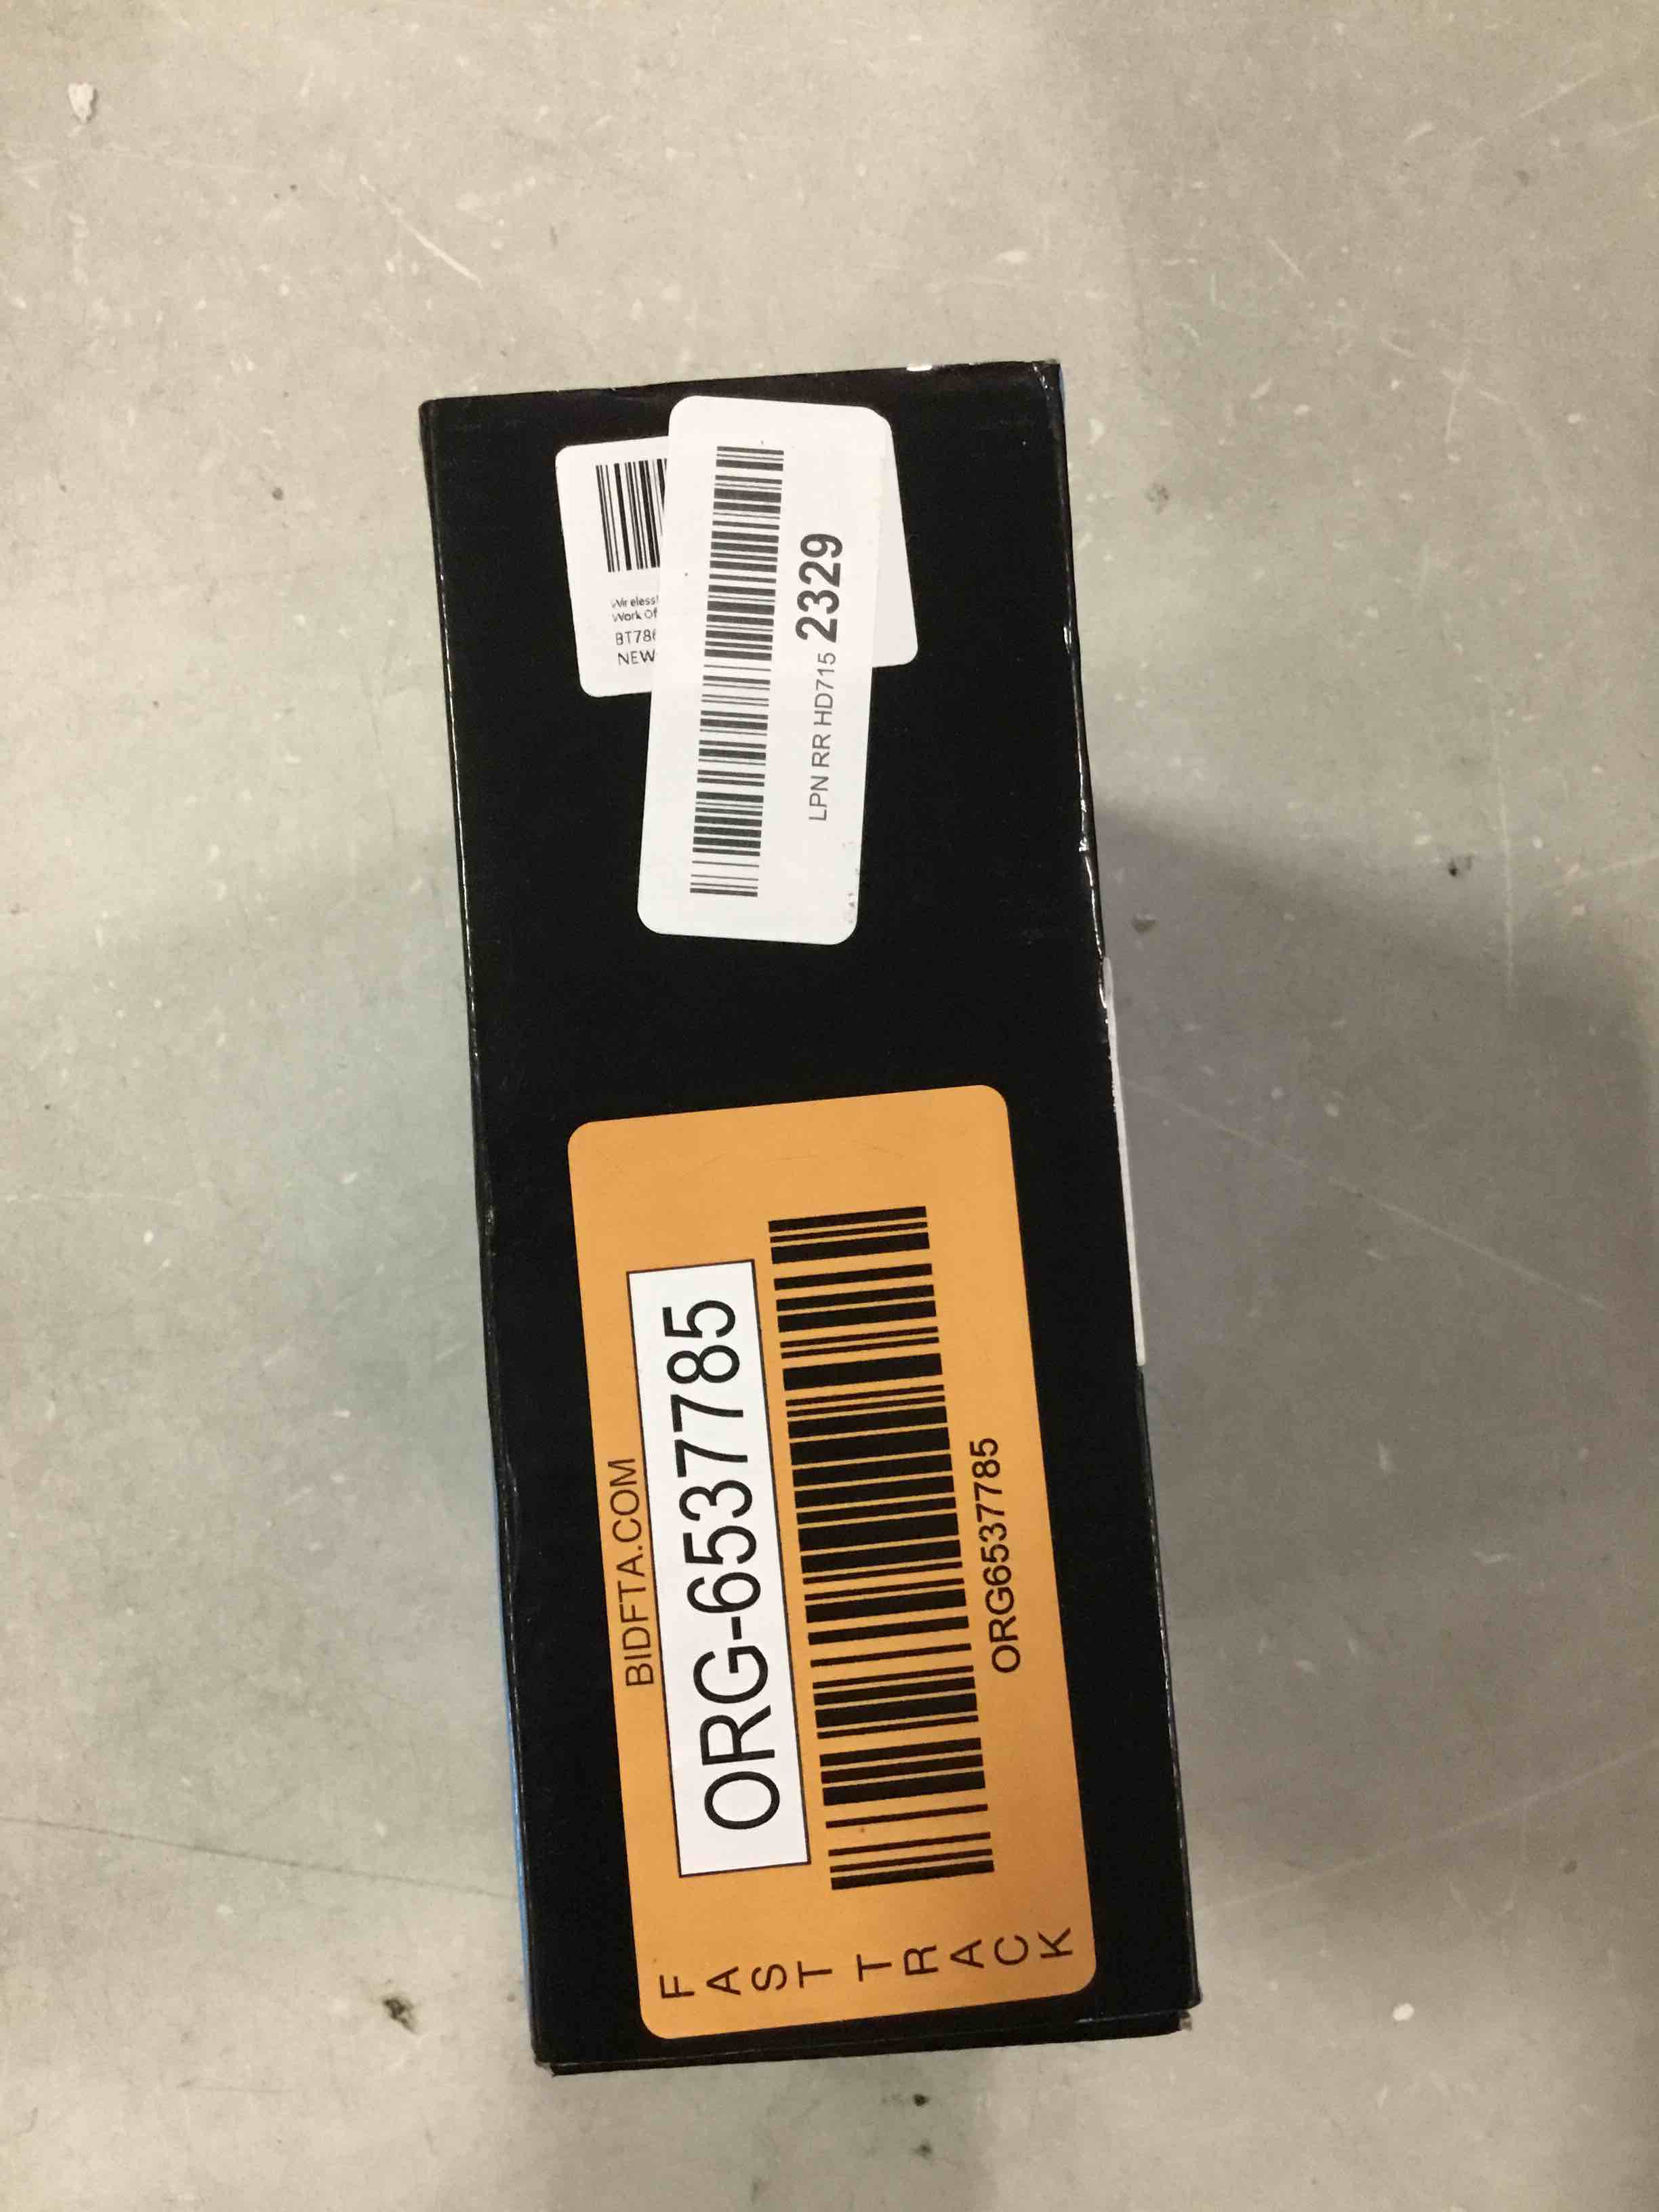 Wireless
Work Of
BT786
NEW
LPN RR HD715 2329
BIDFTA.COM
ORG-6537785
ORG6537785
FAST TRACK